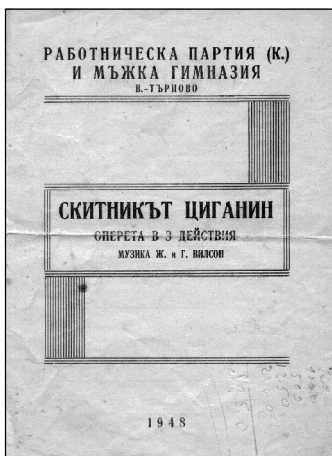 РАБОТНИЧЕСКА ПАРТИЯ (К.)
И МЪЖКА ГИМНАЗИЯ
В.-ТЪРНОВО
СКИТНИКЪТ ЦИГАНИН
ОПЕРЕТА В 3 ДЕЙСТВИЯ
МУЗИКА Ж. и Г. ВИЛСОН
1948